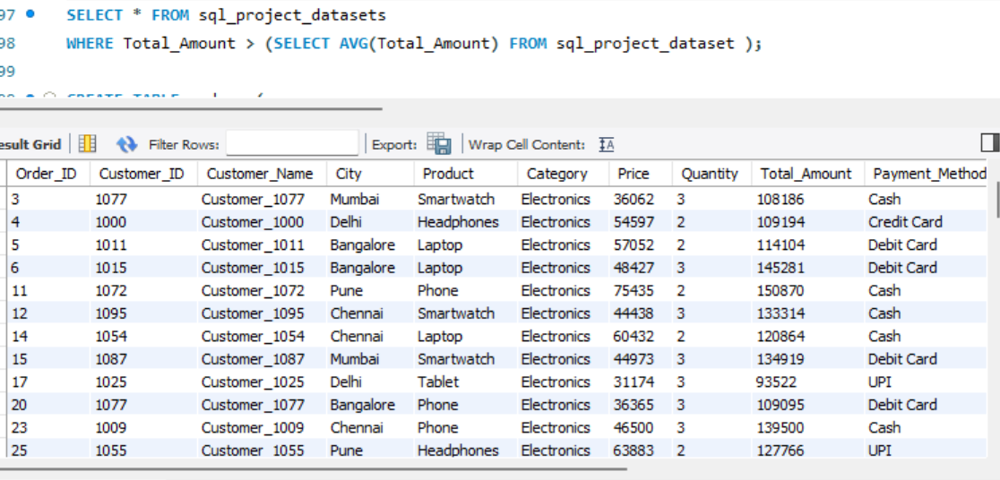 97 SELECT * FROM sql_project_datasets
98 WHERE Total_Amount > (SELECT AVG(Total_Amount) FROM sql_project_dataset );
99
CREATE TABLE
esult Grid Filter Rows: Export: Wrap Cell Content: IA
Order_ID Customer_ID Customer_Name City Product Category Price Quantity Total_Amount Payment_Method
3 1077 Customer_1077 Mumbai Smartwatch Electronics 36062 3 108186 Cash
4 1000 Customer_1000 Delhi Headphones Electronics 54597 2 109194 Credit Card
5 1011 Customer_1011 Bangalore Laptop Electronics 57052 2 114104 Debit Card
6 1015 Customer_1015 Bangalore Laptop Electronics 48427 3 145281 Debit Card
11 1072 Customer_1072 Pune Phone Electronics 75435 2 150870 Cash
12 1095 Customer_1095 Chennai Smartwatch Electronics 44438 3 133314 Cash
14 1054 Customer_1054 Chennai Laptop Electronics 60432 2 120864 Cash
15 1087 Customer_1087 Mumbai Smartwatch Electronics 44973 3 134919 Debit Card
17 1025 Customer_1025 Delhi Tablet Electronics 31174 3 93522 UPI
20 1077 Customer_1077 Bangalore Phone Electronics 36365 3 109095 Debit Card
23 1009 Customer_1009 Chennai Phone Electronics 46500 3 139500 Cash
25 1055 Customer_1055 Pune Headphones Electronics 63883 2 127766 UPI